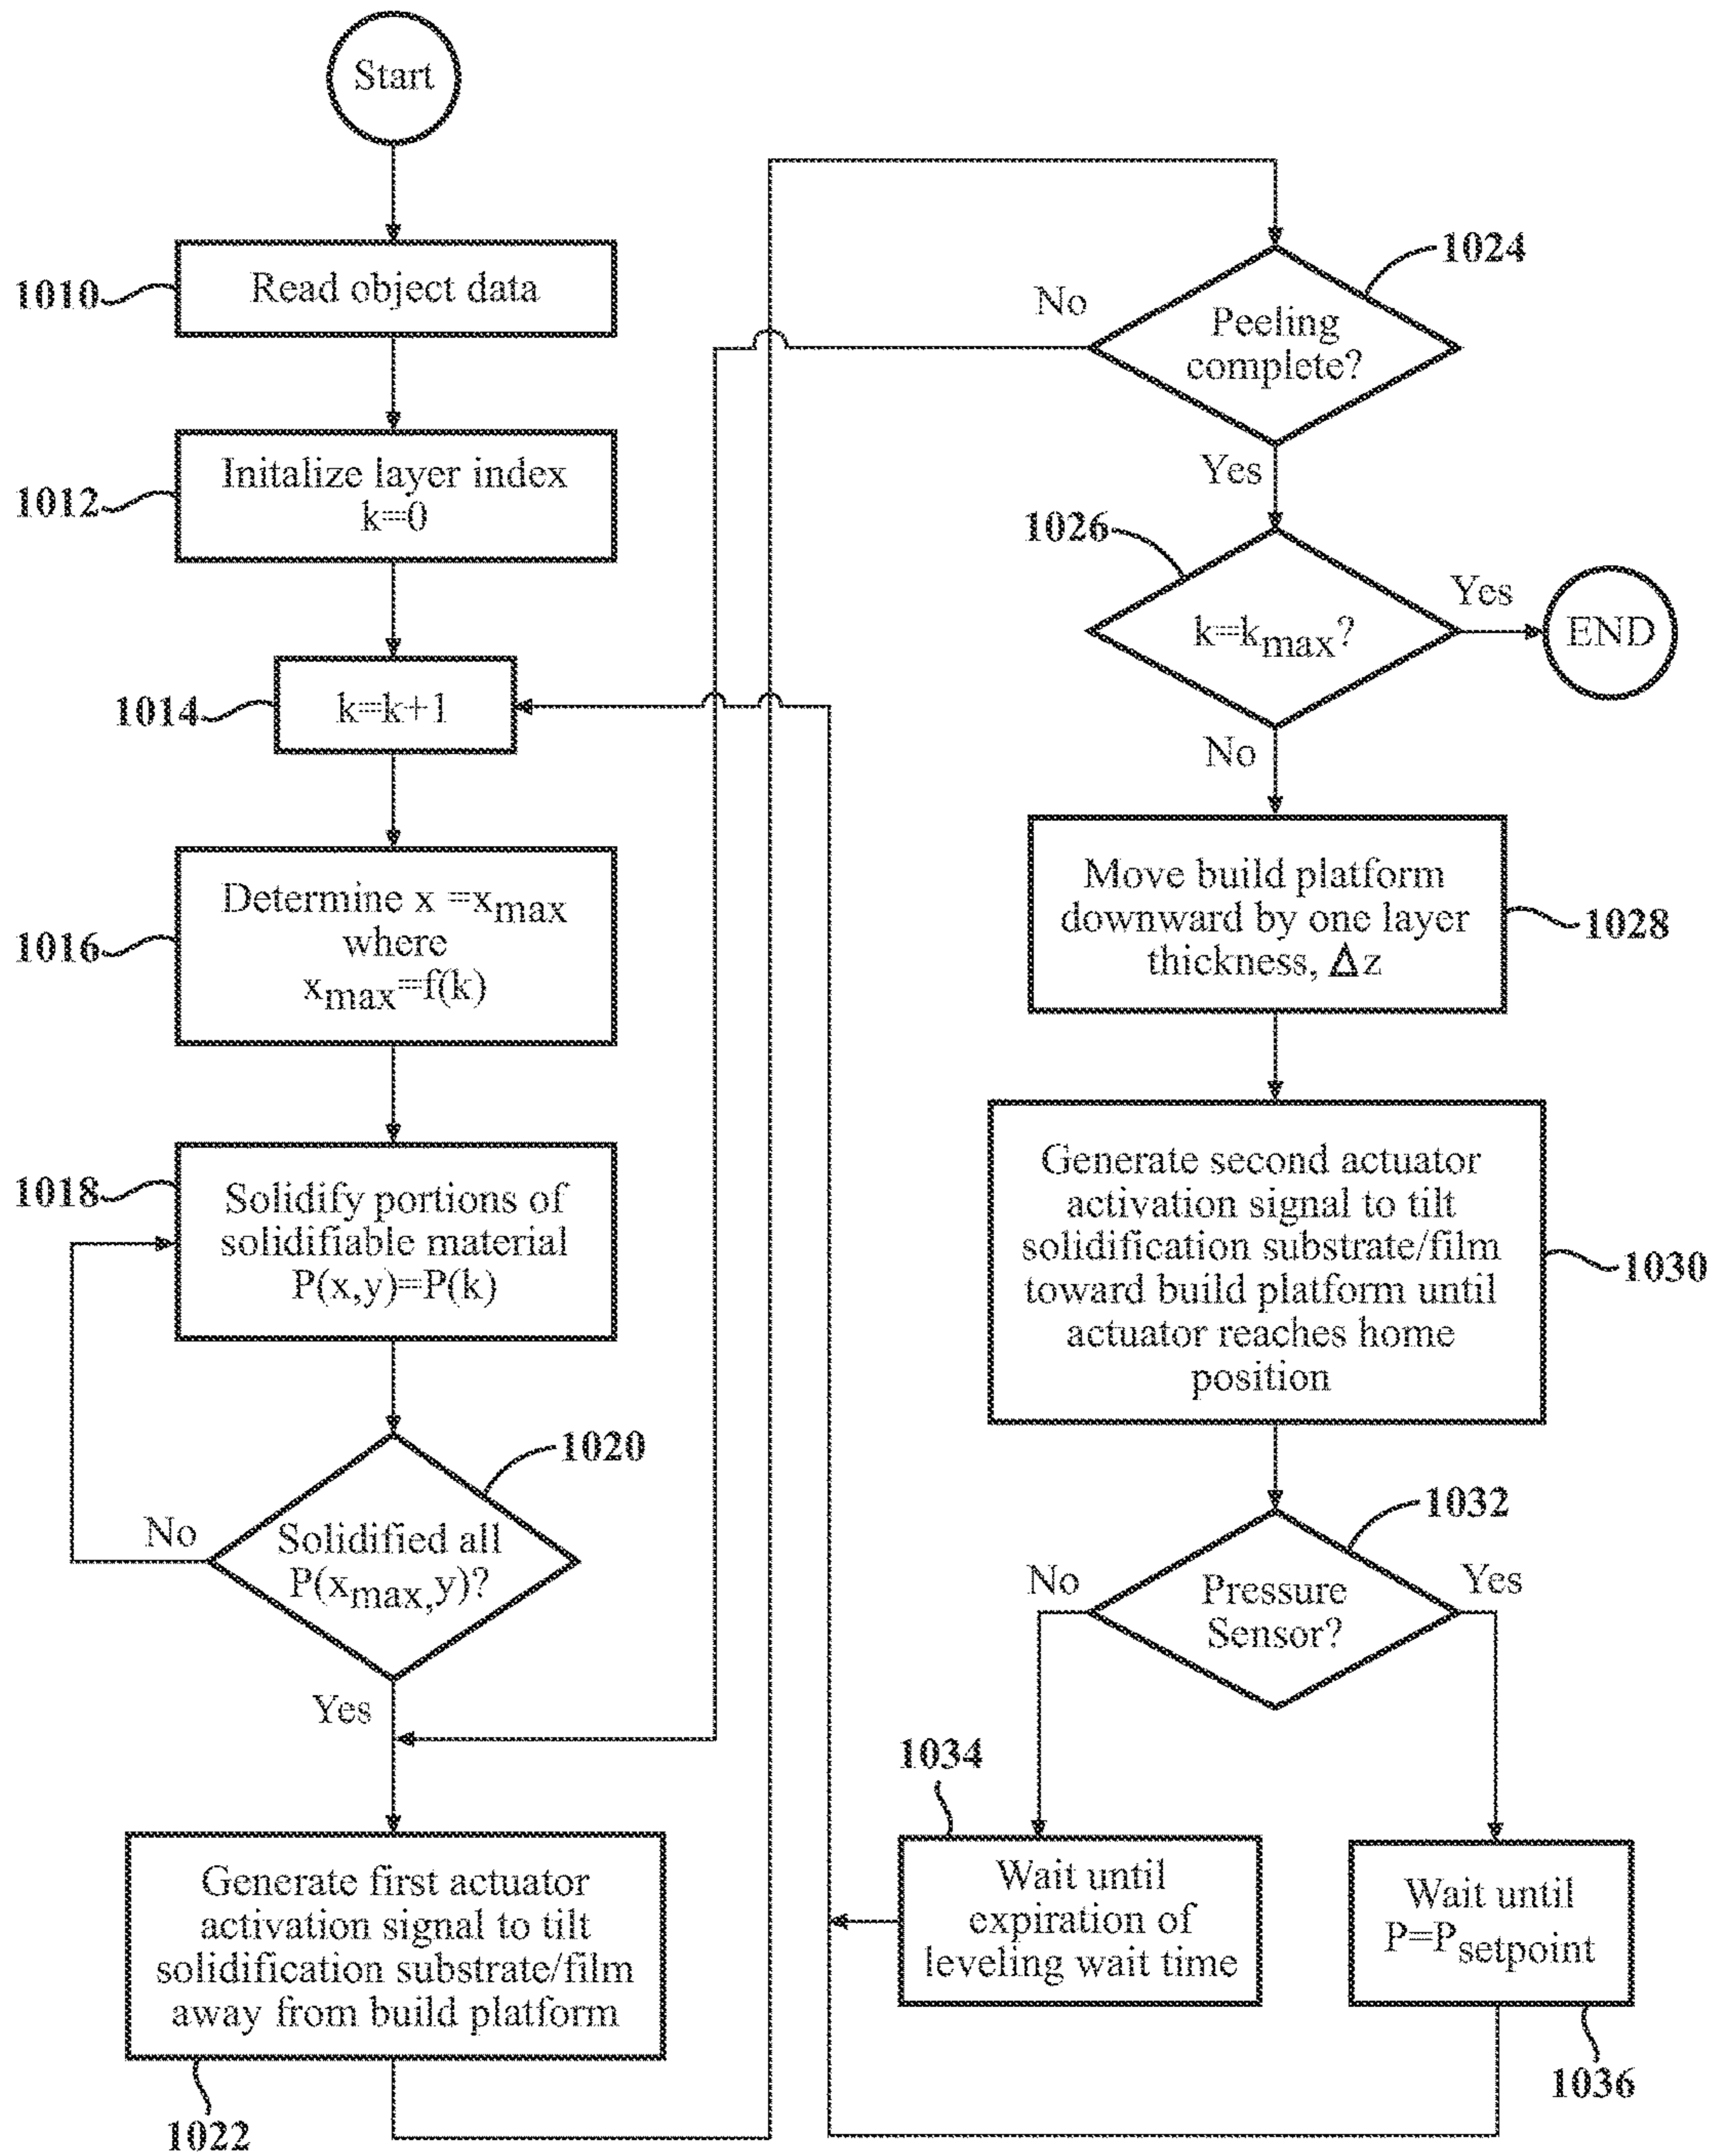 Start
1010
Read object data
1012
Initalize layer index
k=0
1014
k=k+1
1016
Determine x =xmax
where
xmax=f(k)
1018
Solidify portions of
solidifiable material
P(x,y)=P(k)
1020
No
Solidified all
P(xmax,y)?
Yes
Generate first actuator
activation signal to tilt
solidification substrate/film
away from build platform
1022
1024
No
Peeling
complete?
Yes
1026
k=kmax?
Yes
END
No
Move build platform
downward by one layer
thickness, Δz
1028
Generate second actuator
activation signal to tilt
solidification substrate/film
toward build platform until
actuator reaches home
position
1030
1032
No
Pressure
Sensor?
Yes
1034
Wait until
expiration of
leveling wait time
Wait until
P=Psetpoint
1036